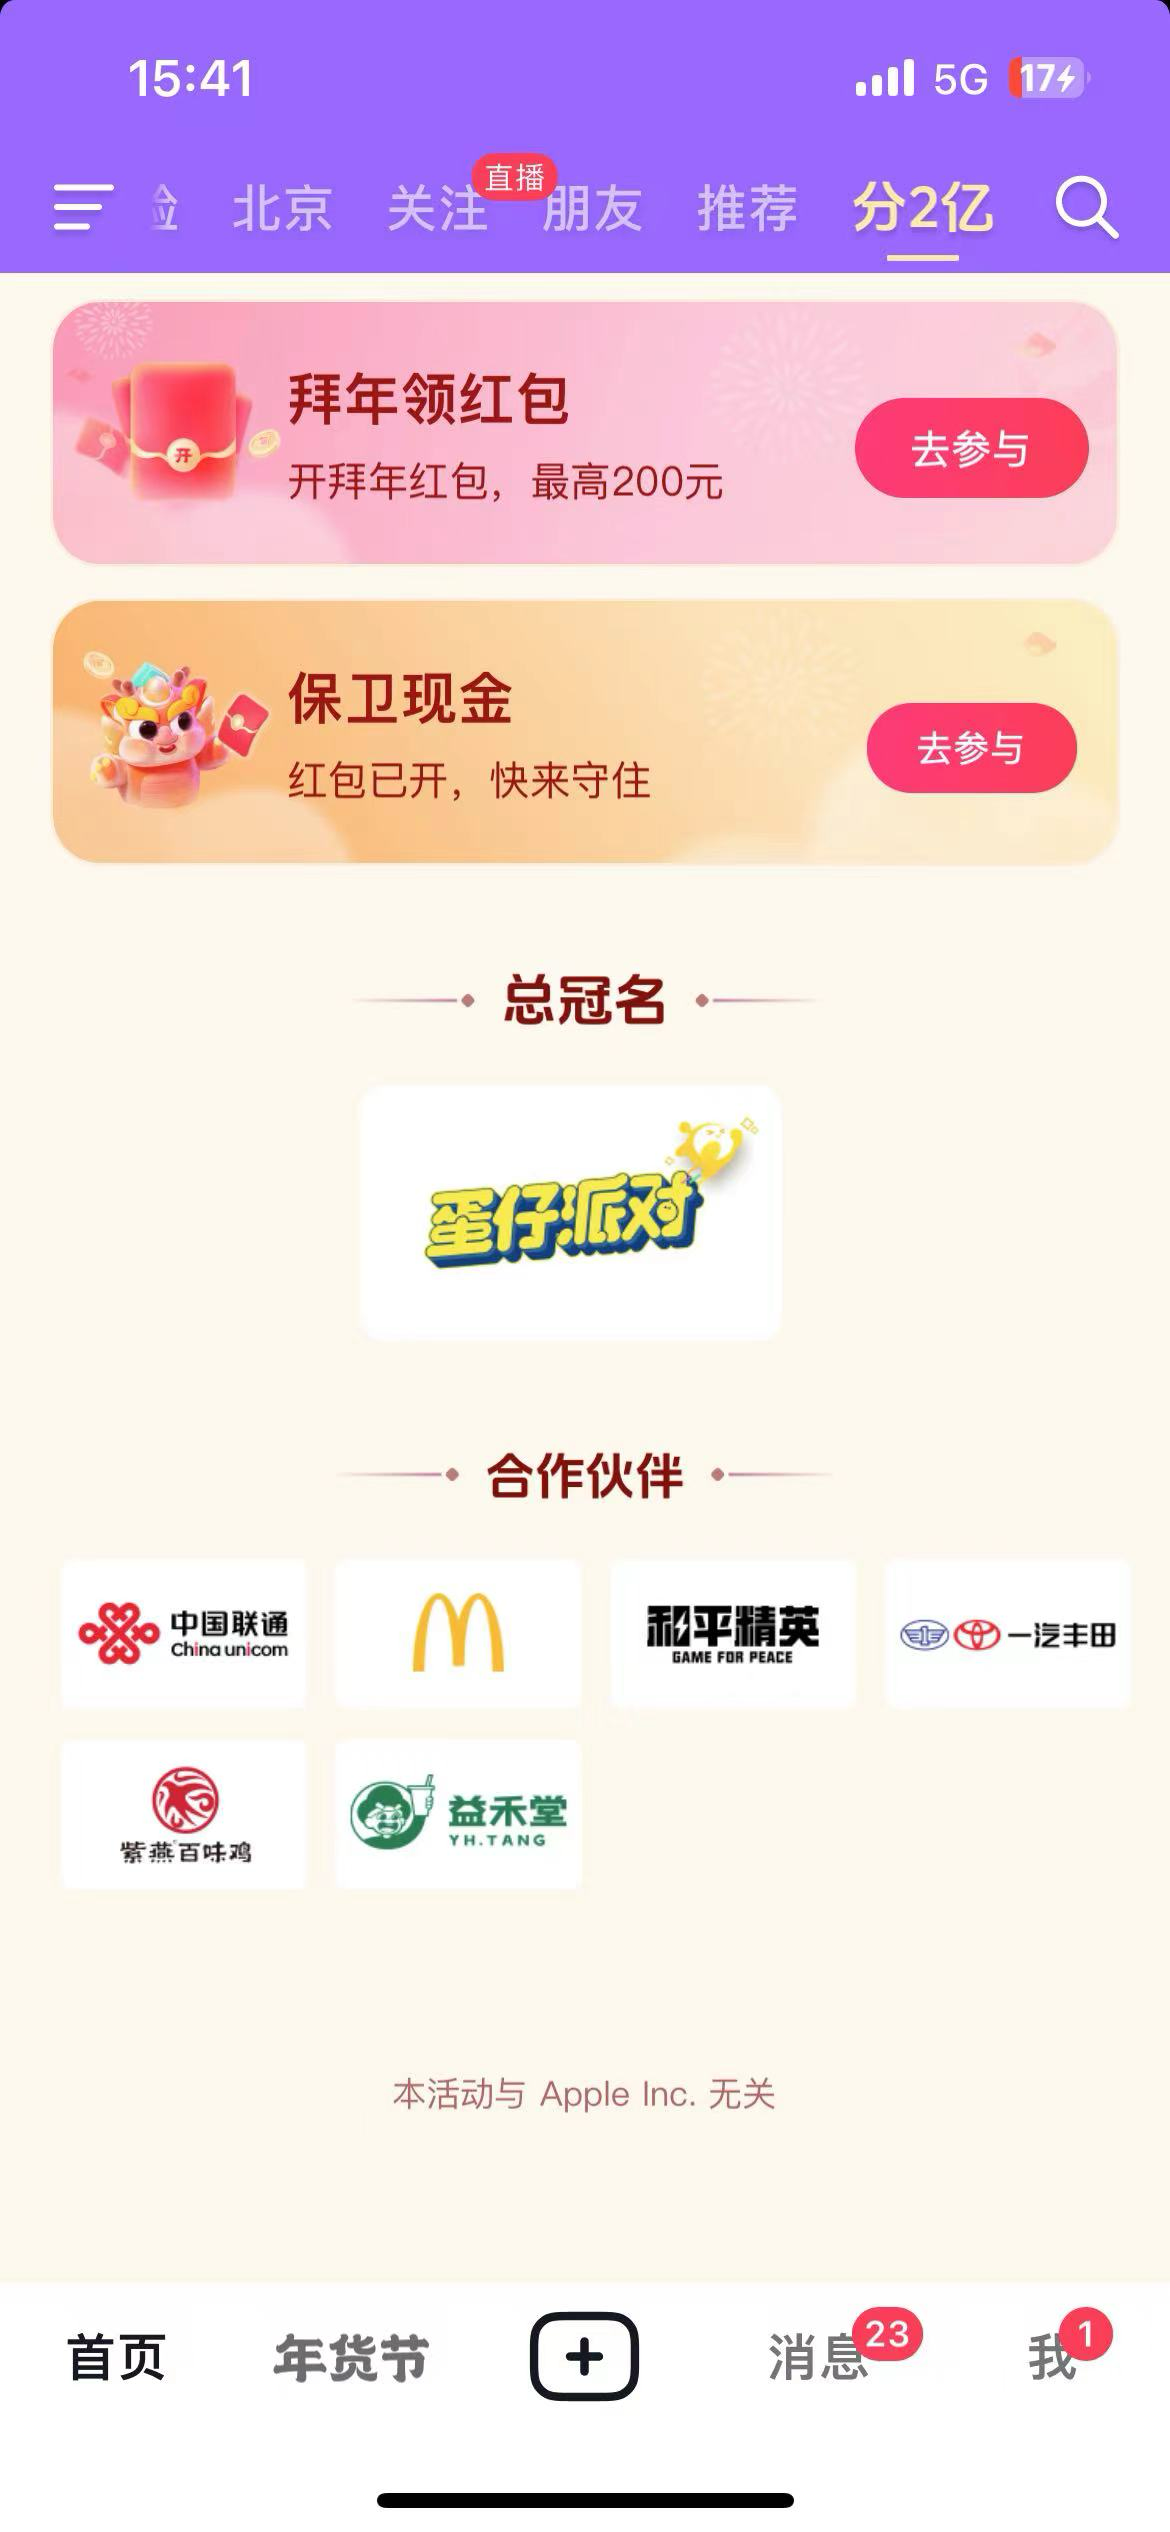 15:41 5G 17
北京 关注 直播 朋友 推荐 分2亿
开
拜年领红包
开拜年红包，最高200元
去参与
保卫现金
红包已开，快来守住
去参与
总冠名
蛋仔派对
合作伙伴
中国联通
China unicom
和平精英
GAME FOR PEACE
一汽丰田
紫燕百味鸡
益禾堂
YH.TANG
本活动与 Apple Inc. 无关
首页 年货节 消息 23 我 1